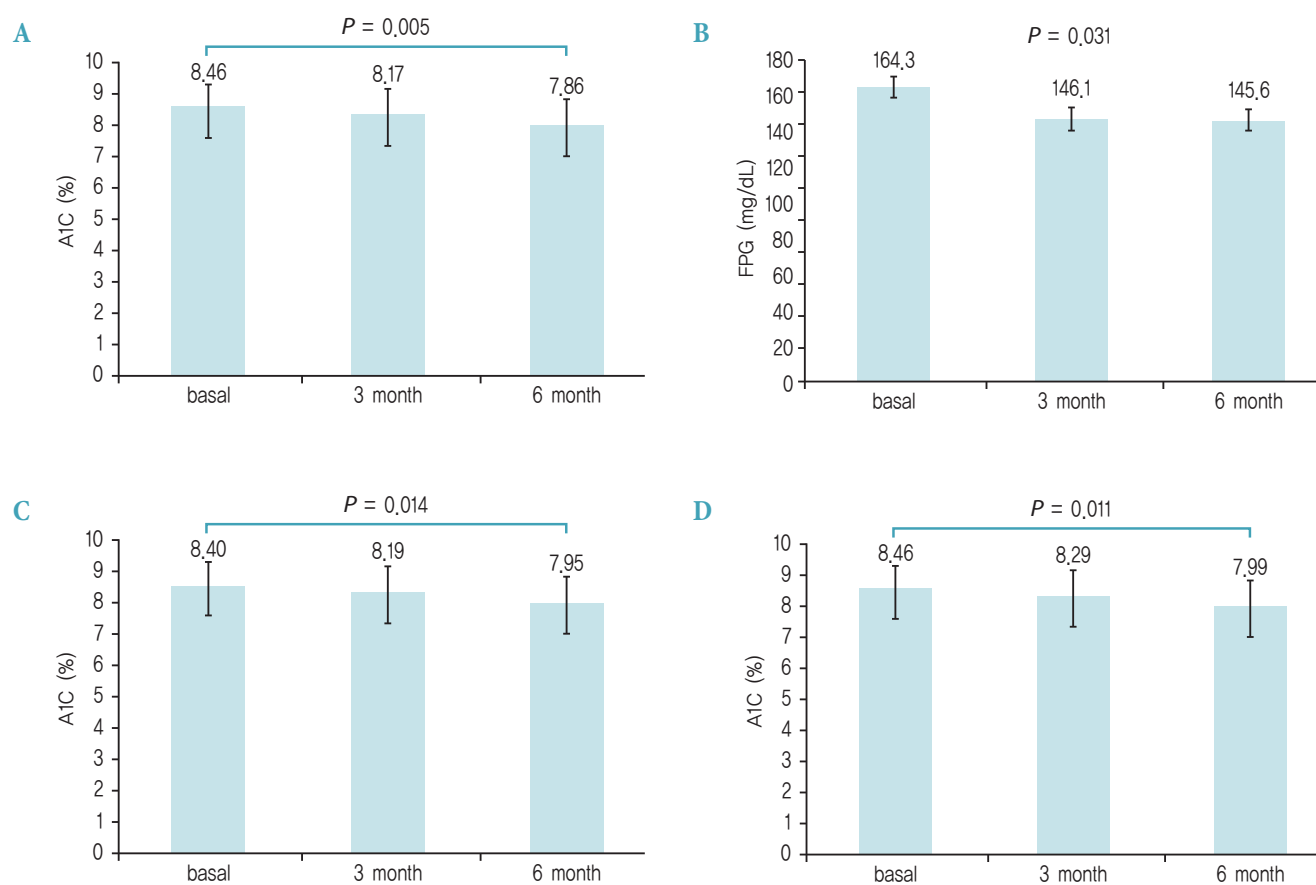 A
P = 0.005
10
9
8
7
6
5
4
3
2
1
0
A1C (%)
8.46
8.17
7.86
basal
3 month
6 month
B
P = 0.031
180
160
140
120
100
80
60
40
20
0
FPG (mg/dL)
164.3
146.1
145.6
basal
3 month
6 month
C
P = 0.014
10
9
8
7
6
5
4
3
2
1
0
A1C (%)
8.40
8.19
7.95
basal
3 month
6 month
D
P = 0.011
10
9
8
7
6
5
4
3
2
1
0
A1C (%)
8.46
8.29
7.99
basal
3 month
6 month